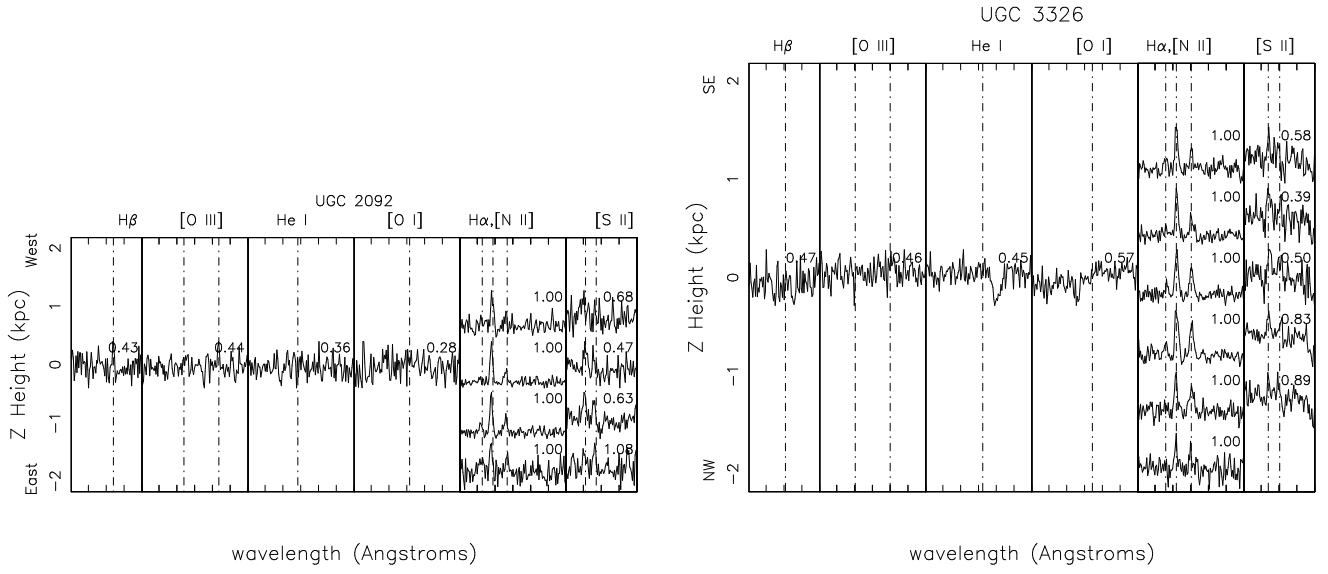 UGC 2092
Hβ [O III] He I [O I] Hα,[N II] [S II]
West
East
Z Height (kpc)
2
1
0
−1
−2
0.43 0.44 0.36 0.28
1.00 0.68
1.00 0.47
1.00 0.63
1.00 1.08
wavelength (Angstroms)
UGC 3326
Hβ [O III] He I [O I] Hα,[N II] [S II]
SE
NW
Z Height (kpc)
2
1
0
−1
−2
0.47 0.46 0.45 0.57
1.00 0.58
1.00 0.39
1.00 0.50
1.00 0.83
1.00 0.89
1.00
wavelength (Angstroms)